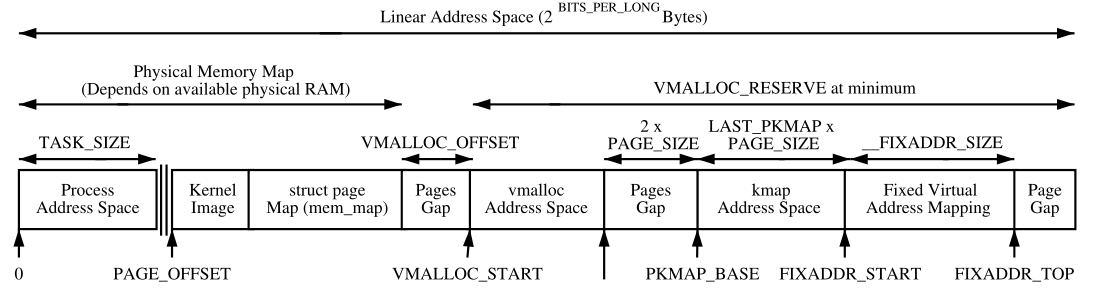 Linear Address Space (2 BITS_PER_LONG Bytes)
Physical Memory Map
(Depends on available physical RAM)
VMALLOC_RESERVE at minimum
TASK_SIZE
VMALLOC_OFFSET
2 x
PAGE_SIZE
LAST_PKMAP x
PAGE_SIZE
__FIXADDR_SIZE
Process
Address Space
Kernel
Image
struct page
Map (mem_map)
Pages
Gap
vmalloc
Address Space
Pages
Gap
kmap
Address Space
Fixed Virtual
Address Mapping
Page
Gap
0
PAGE_OFFSET
VMALLOC_START
PKMAP_BASE
FIXADDR_START
FIXADDR_TOP